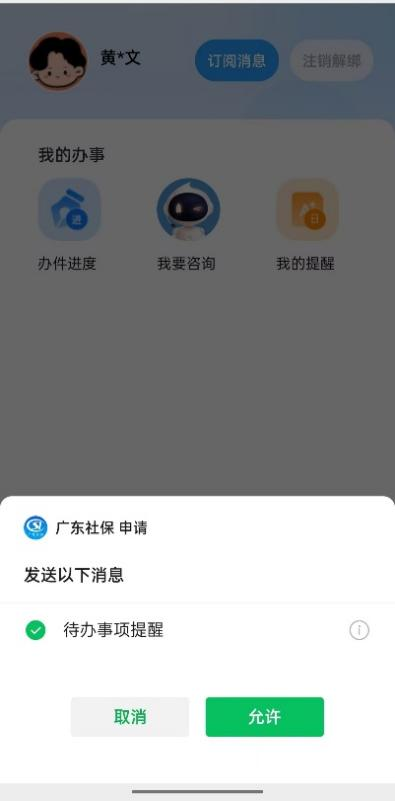 黄*文
订阅消息
注销解绑
我的办事
进
日
办件进度
我要咨询
我的提醒
广东社保 申请
发送以下消息
待办事项提醒
取消
允许